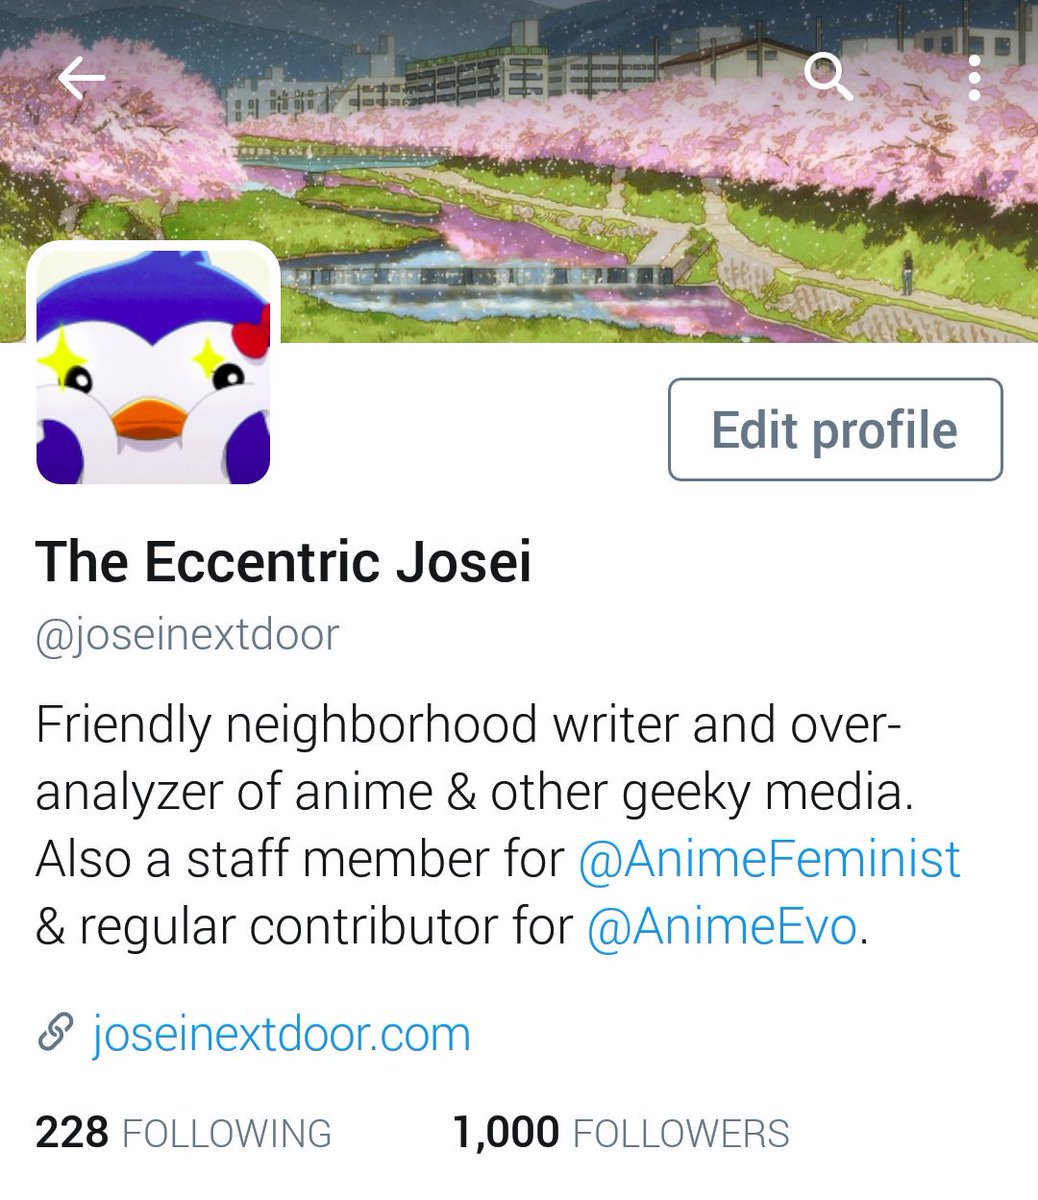 Edit profile
The Eccentric Josei
@joseinextdoor
Friendly neighborhood writer and over-
analyzer of anime & other geeky media.
Also a staff member for @AnimeFeminist
& regular contributor for @AnimeEvo.
joseinextdoor.com
228 FOLLOWING 1,000 FOLLOWERS